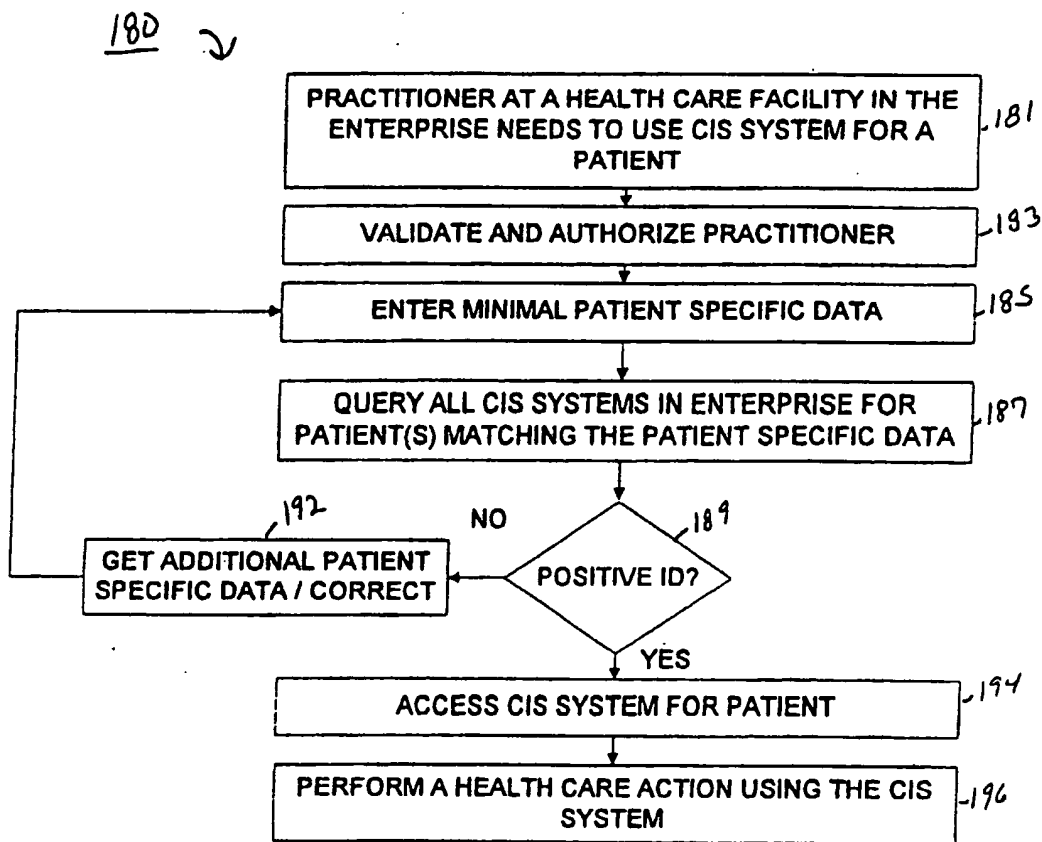 180
PRACTITIONER AT A HEALTH CARE FACILITY IN THE
ENTERPRISE NEEDS TO USE CIS SYSTEM FOR A
PATIENT
181
VALIDATE AND AUTHORIZE PRACTITIONER
183
ENTER MINIMAL PATIENT SPECIFIC DATA
185
QUERY ALL CIS SYSTEMS IN ENTERPRISE FOR
PATIENT(S) MATCHING THE PATIENT SPECIFIC DATA
187
192
NO
189
GET ADDITIONAL PATIENT
SPECIFIC DATA / CORRECT
POSITIVE ID?
YES
ACCESS CIS SYSTEM FOR PATIENT
194
PERFORM A HEALTH CARE ACTION USING THE CIS
SYSTEM
196